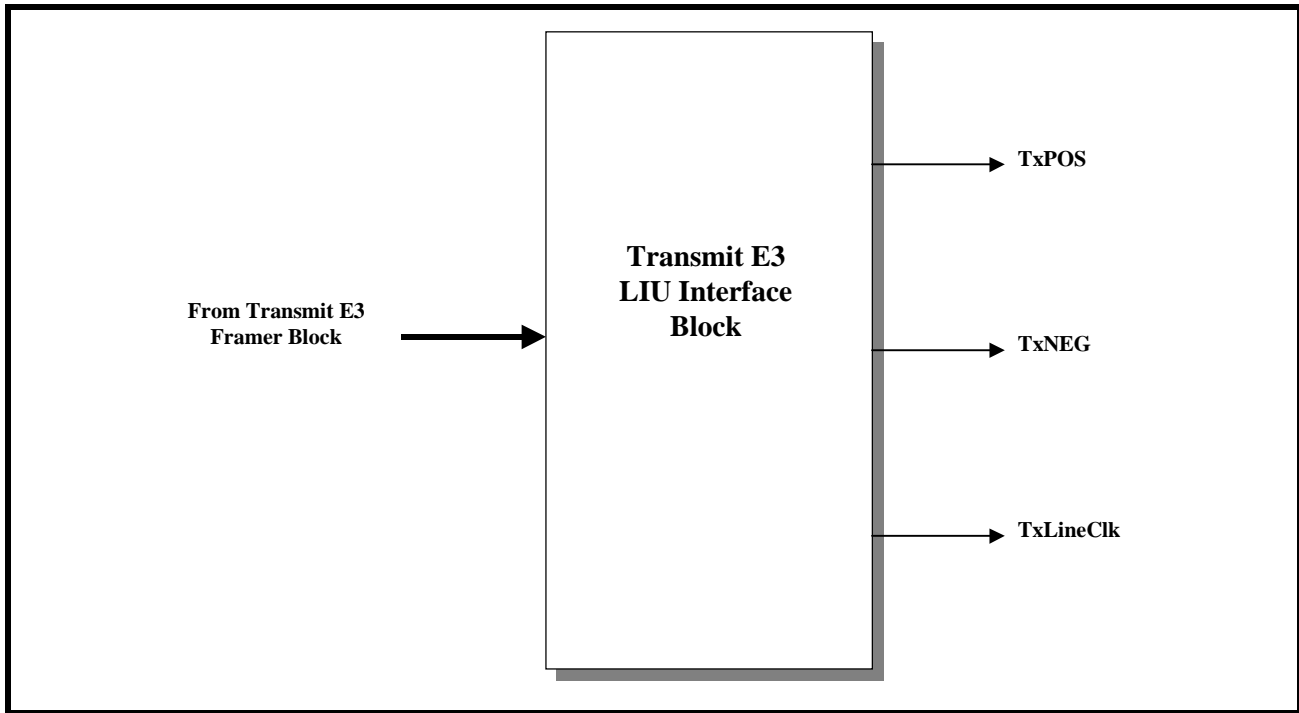 TxPOS
Transmit E3
LIU Interface
Block
From Transmit E3
Framer Block
TxNEG
TxLineClk